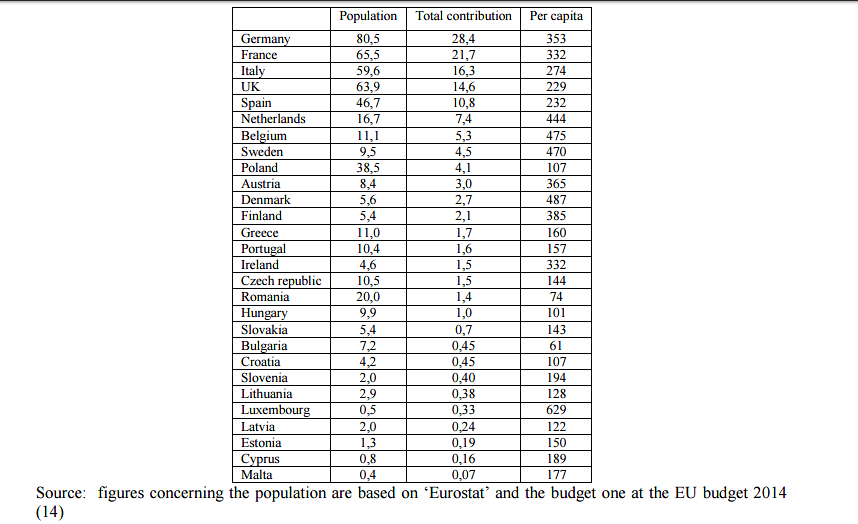 Population Total contribution Per capita
Germany 80,5 28,4 353
France 65,5 21,7 332
Italy 59,6 16,3 274
UK 63,9 14,6 229
Spain 46,7 10,8 232
Netherlands 16,7 7,4 444
Belgium 11,1 5,3 475
Sweden 9,5 4,5 470
Poland 38,5 4,1 107
Austria 8,4 3,0 365
Denmark 5,6 2,7 487
Finland 5,4 2,1 385
Greece 11,0 1,7 160
Portugal 10,4 1,6 157
Ireland 4,6 1,5 332
Czech republic 10,5 1,5 144
Romania 20,0 1,4 74
Hungary 9,9 1,0 101
Slovakia 5,4 0,7 143
Bulgaria 7,2 0,45 61
Croatia 4,2 0,45 107
Slovenia 2,0 0,40 194
Lithuania 2,9 0,38 128
Luxembourg 0,5 0,33 629
Latvia 2,0 0,24 122
Estonia 1,3 0,19 150
Cyprus 0,8 0,16 189
Malta 0,4 0,07 177
Source: figures concerning the population are based on ‘Eurostat’ and the budget one at the EU budget 2014
(14)